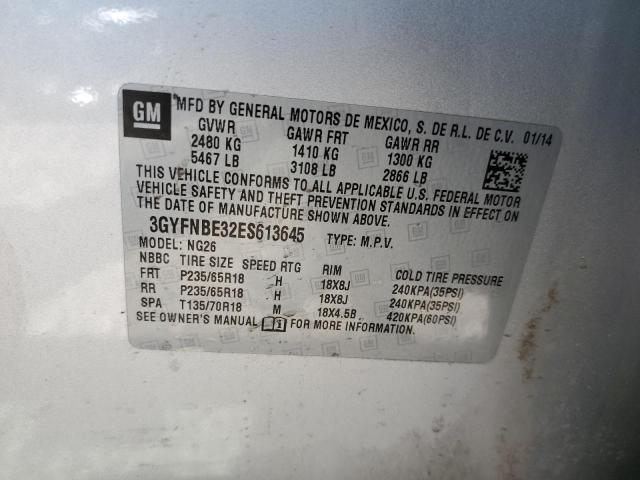 GM
MFD BY GENERAL MOTORS DE MEXICO, S. DE R.L. DE C.V. 01/14
GVWR GAWR FRT GAWR RR
2480 KG 1410 KG 1300 KG
5467 LB 3108 LB 2866 LB
THIS VEHICLE CONFORMS TO ALL APPLICABLE U.S. FEDERAL MOTOR
VEHICLE SAFETY AND THEFT PREVENTION STANDARDS IN EFFECT ON
THE DATE OF MANUFACTURE SHOWN ABOVE.
3GYFNBE32ES613645 TYPE: M.P.V.
MODEL: NG26
NBBC TIRE SIZE SPEED RTG RIM COLD TIRE PRESSURE
FRT P235/65R18 H 18X8J 240KPA(35PSI)
RR P235/65R18 H 18X8J 240KPA(35PSI)
SPA T135/70R18 M 18X4.5B 420KPA(60PSI)
SEE OWNER'S MANUAL FOR MORE INFORMATION.